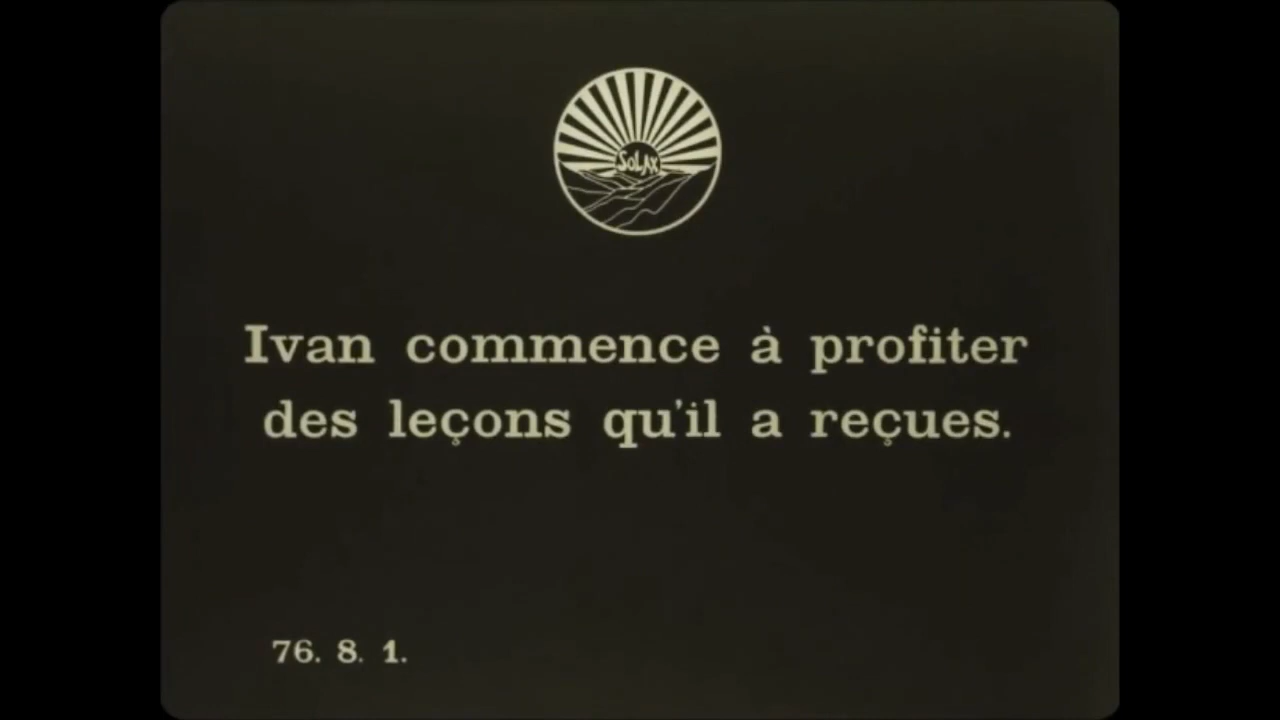 SOLAX
Ivan commence à profiter
des leçons qu'il a reçues.
76. 8. 1.